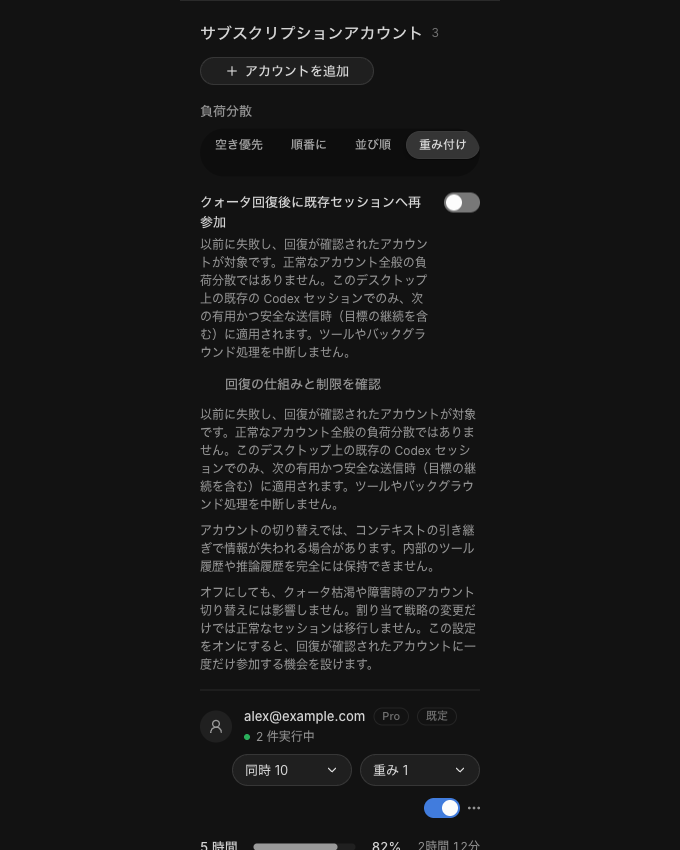 サブスクリプションアカウント 3
+ アカウントを追加
負荷分散
空き優先 順番に 並び順 重み付け
クォータ回復後に既存セッションへ再
参加
以前に失敗し、回復が確認されたアカウン
トが対象です。正常なアカウント全般の負
荷分散ではありません。このデスクトップ
上の既存の Codex セッションでのみ、次
の有用かつ安全な送信時（目標の継続を含
む）に適用されます。ツールやバックグラ
ウンド処理を中断しません。
回復の仕組みと制限を確認
以前に失敗し、回復が確認されたアカウントが対象
です。正常なアカウント全般の負荷分散ではありま
せん。このデスクトップ上の既存の Codex セッシ
ョンでのみ、次の有用かつ安全な送信時（目標の継
続を含む）に適用されます。ツールやバックグラウ
ンド処理を中断しません。
アカウントの切り替えでは、コンテキストの引き継
ぎで情報が失われる場合があります。内部のツール
履歴や推論履歴を完全には保持できません。
オフにしても、クォータ枯渇や障害時のアカウント
切り替えには影響しません。割り当て戦略の変更だ
けでは正常なセッションは移行しません。この設定
をオンにすると、回復が確認されたアカウントに一
度だけ参加する機会を設けます。
alex@example.com Pro 既定
2 件実行中
同時 10 重み 1
5 時間 82% 2時間 12分